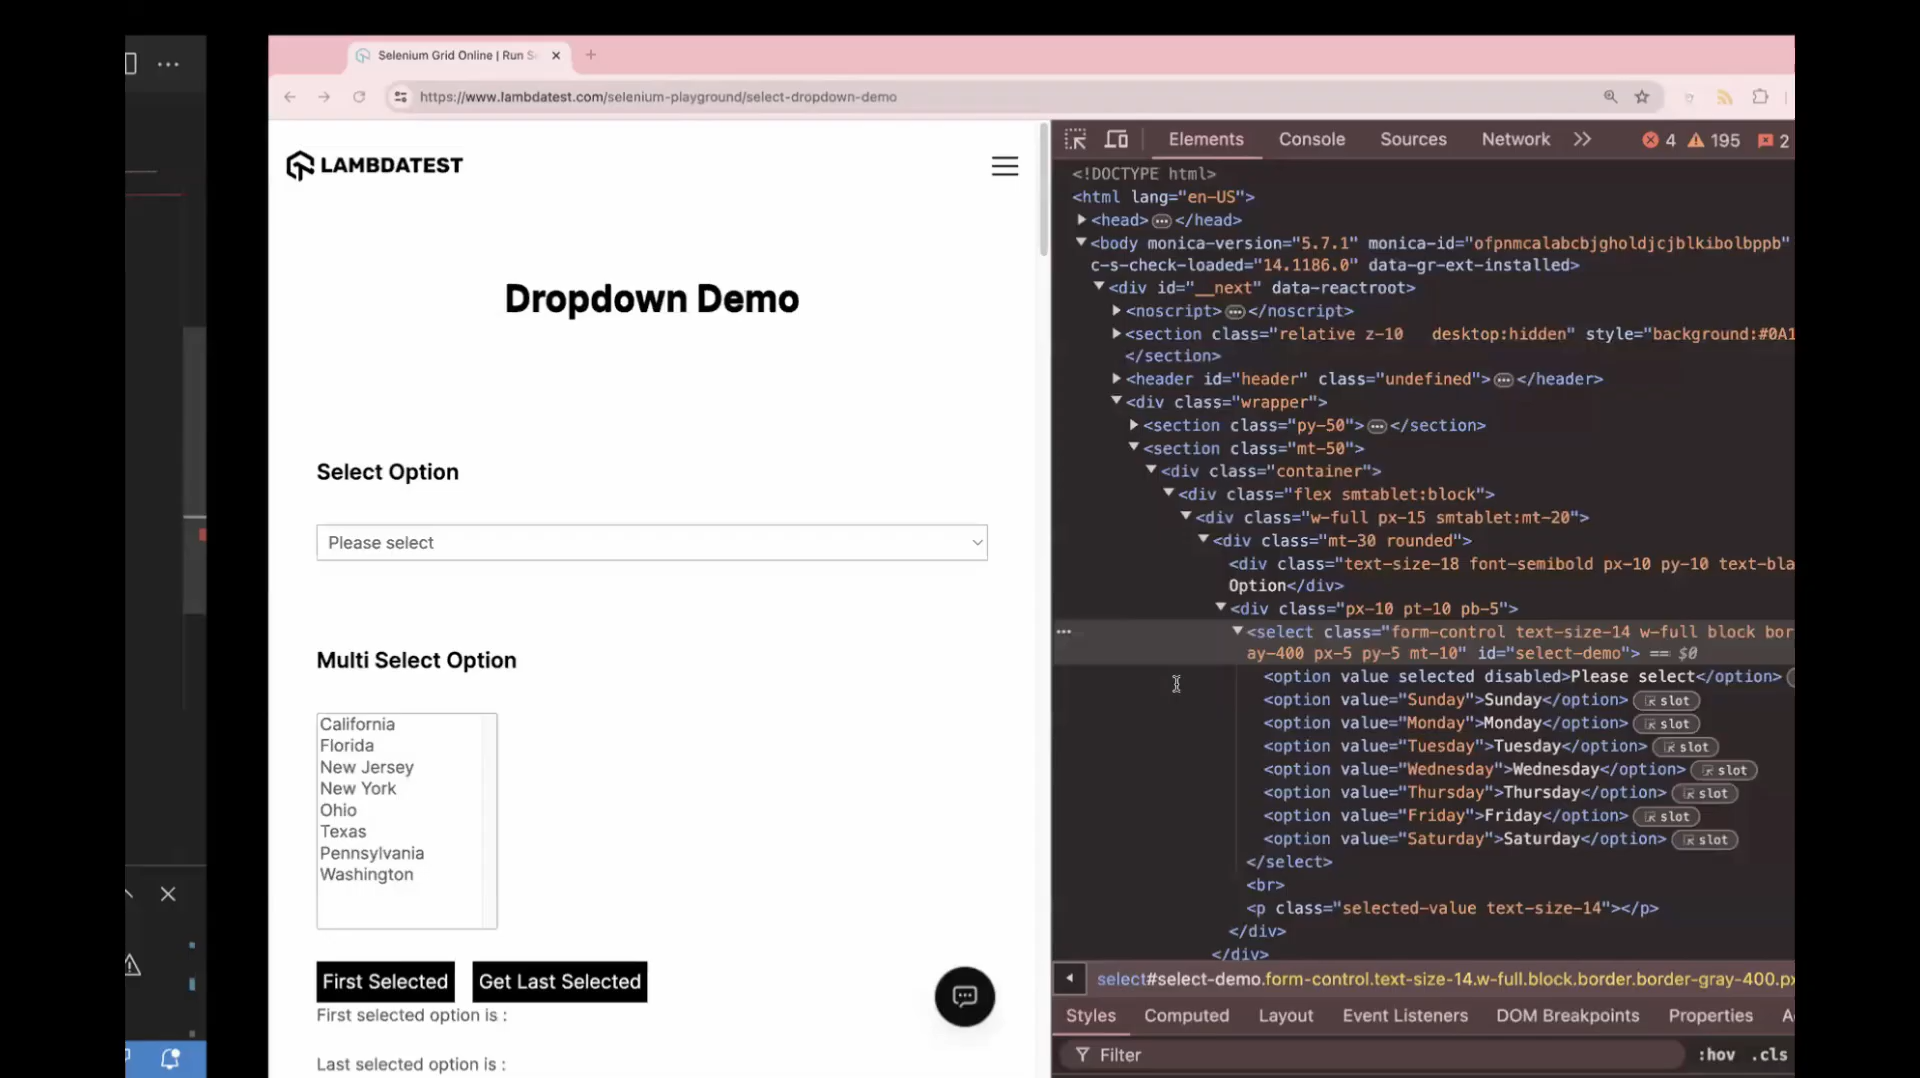 Selenium Grid Online | Run Se
https://www.lambdatest.com/selenium-playground/select-dropdown-demo
LAMBDATEST
Dropdown Demo
Select Option
Please select
Multi Select Option
California
Florida
New Jersey
New York
Ohio
Texas
Pennsylvania
Washington
First Selected
Get Last Selected
First selected option is :
Last selected option is :
Elements Console Sources Network 4 195 2
<!DOCTYPE html>
<html lang="en-US">
<head> </head>
<body monica-version="5.7.1" monica-id="ofpnmcalabcbjgholdjcjblkibolbppb"
c-s-check-loaded="14.1186.0" data-gr-ext-installed>
<div id="__next" data-reactroot>
<noscript> </noscript>
<section class="relative z-10 desktop:hidden" style="background:#0A1
</section>
<header id="header" class="undefined"> </header>
<div class="wrapper">
<section class="py-50"> </section>
<section class="mt-50">
<div class="container">
<div class="flex smtablet:block">
<div class="w-full px-15 smtablet:mt-20">
<div class="mt-30 rounded">
<div class="text-size-18 font-semibold px-10 py-10 text-bla
Option</div>
<div class="px-10 pt-10 pb-5">
<select class="form-control text-size-14 w-full block bor
ay-400 px-5 py-5 mt-10" id="select-demo"> == $0
<option value selected disabled>Please select</option>
<option value="Sunday">Sunday</option> slot
<option value="Monday">Monday</option> slot
<option value="Tuesday">Tuesday</option> slot
<option value="Wednesday">Wednesday</option> slot
<option value="Thursday">Thursday</option> slot
<option value="Friday">Friday</option> slot
<option value="Saturday">Saturday</option> slot
</select>
<br>
<p class="selected-value text-size-14"></p>
</div>
</div>
select#select-demo.form-control.text-size-14.w-full.block.border.border-gray-400.px
Styles Computed Layout Event Listeners DOM Breakpoints Properties A
Filter :hov .cls